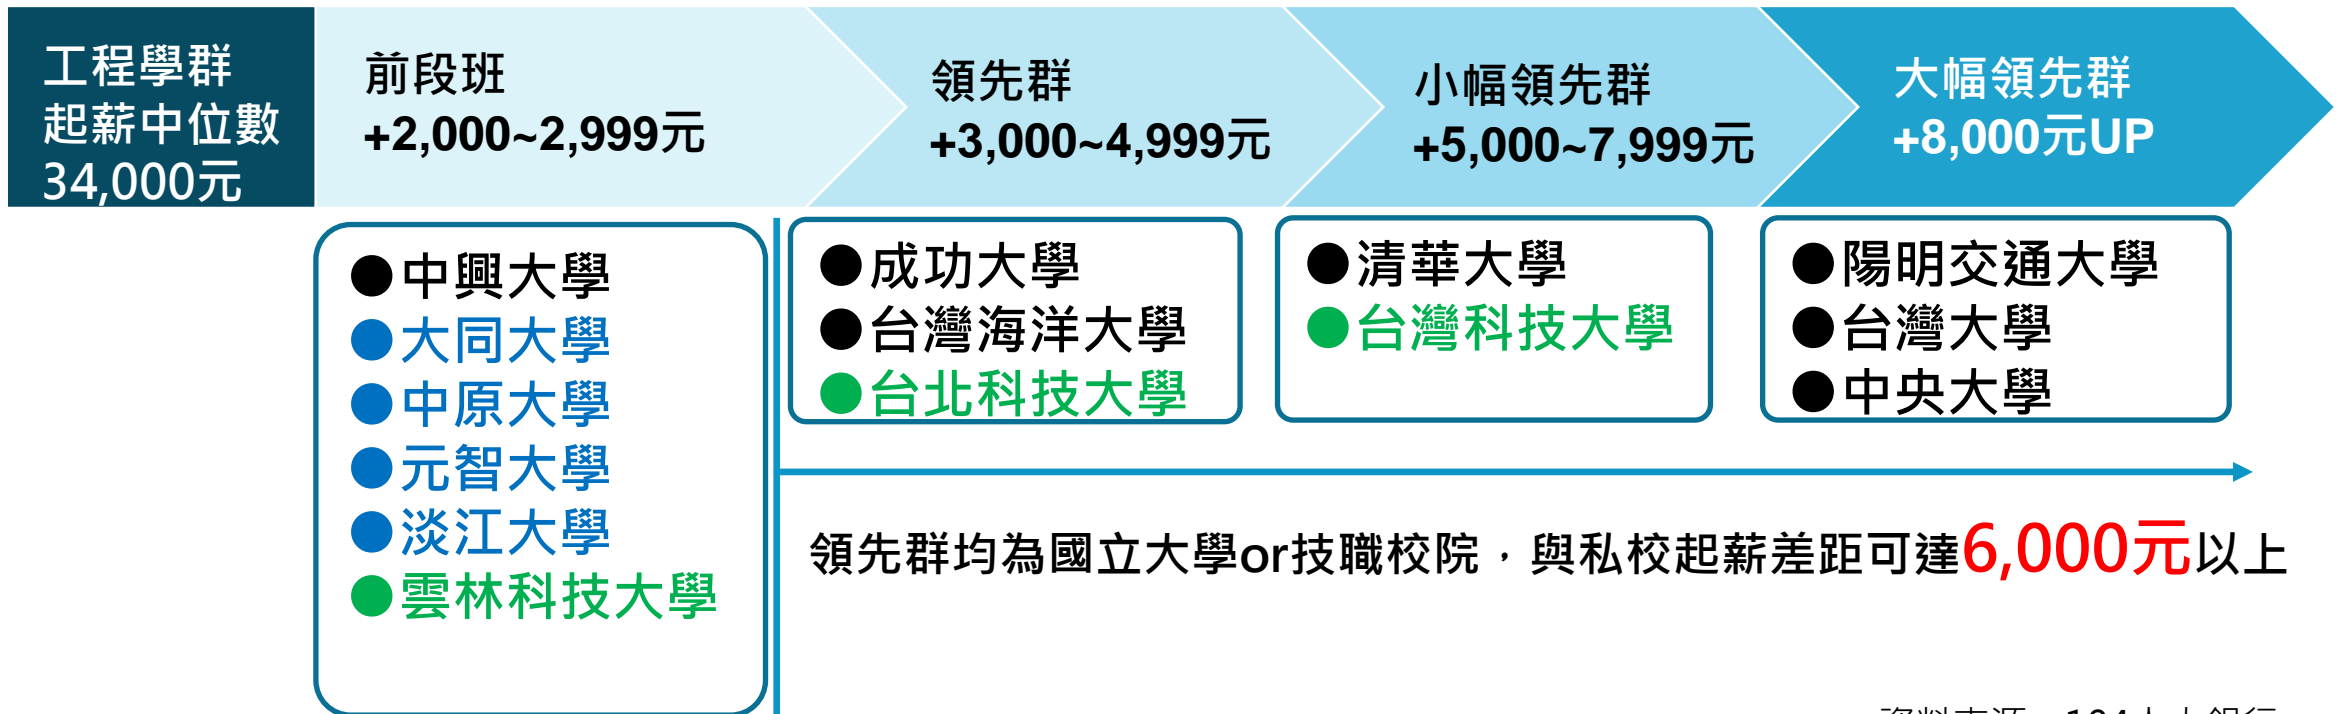 工程學群
起薪中位數
34,000元
前段班
+2,000~2,999元
領先群
+3,000~4,999元
小幅領先群
+5,000~7,999元
大幅領先群
+8,000元UP
●中興大學
●大同大學
●中原大學
●元智大學
●淡江大學
●雲林科技大學
●成功大學
●台灣海洋大學
●台北科技大學
●清華大學
●台灣科技大學
●陽明交通大學
●台灣大學
●中央大學
領先群均為國立大學or技職校院，與私校起薪差距可達6,000元以上